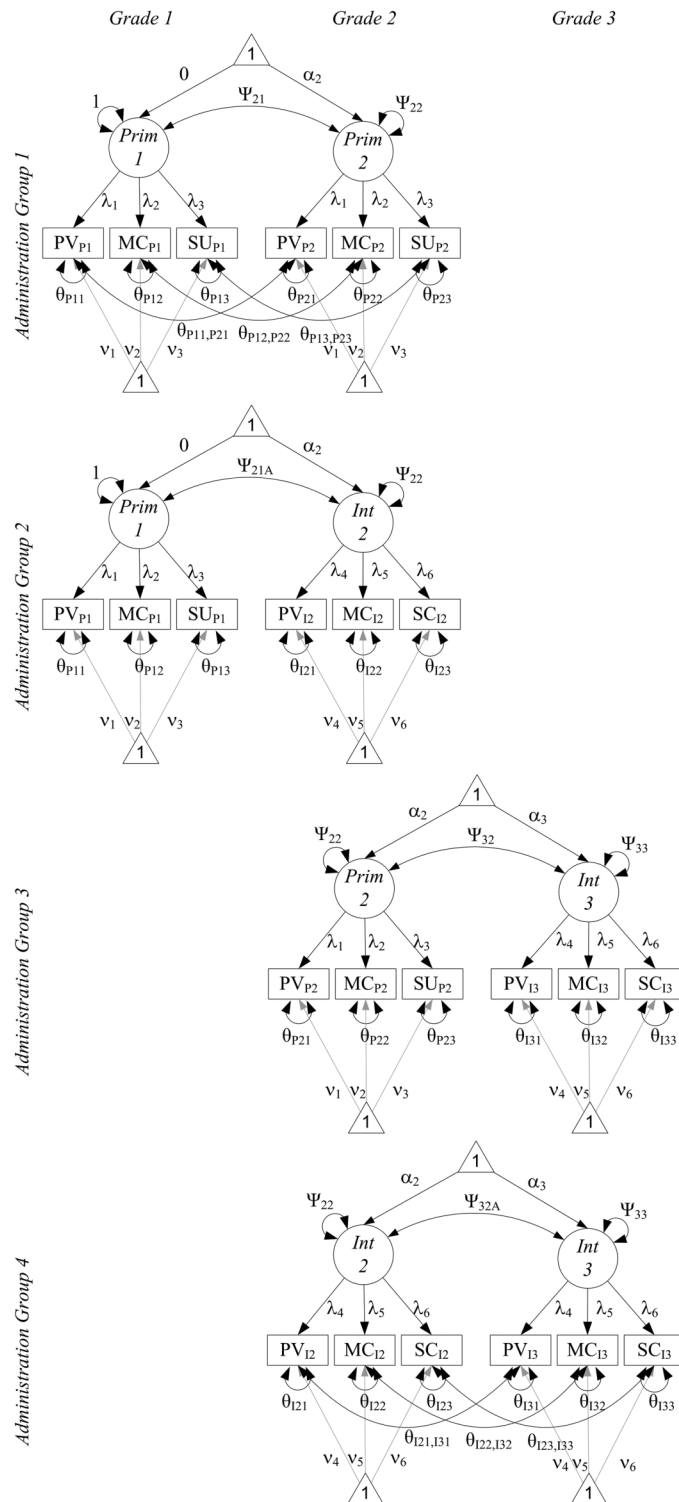 Grade 1 Grade 2 Grade 3
Administration Group 1
1
0 α2
Ψ21
1 Ψ22
Prim Prim
1 2
λ1 λ2 λ3 λ1 λ2 λ3
PVP1 MCP1 SUP1 PVP2 MCP2 SUP2
θP11 θP12 θP13 θP21 θP22 θP23
θP11,P21 θP12,P22 θP13,P23
ν1 ν2 ν3 ν1 ν2 ν3
1 1
Administration Group 2
1
0 α2
Ψ21A
1 Ψ22
Prim Int
1 2
λ1 λ2 λ3 λ4 λ5 λ6
PVP1 MCP1 SUP1 PVI2 MCI2 SCI2
θP11 θP12 θP13 θI21 θI22 θI23
ν1 ν2 ν3 ν4 ν5 ν6
1 1
Administration Group 3
1
α2 α3
Ψ22 Ψ32 Ψ33
Prim Int
2 3
λ1 λ2 λ3 λ4 λ5 λ6
PVP2 MCP2 SUP2 PVI3 MCI3 SCI3
θP21 θP22 θP23 θI31 θI32 θI33
ν1 ν2 ν3 ν4 ν5 ν6
1 1
Administration Group 4
1
α2 α3
Ψ22 Ψ32A Ψ33
Int Int
2 3
λ4 λ5 λ6 λ4 λ5 λ6
PVI2 MCI2 SCI2 PVI3 MCI3 SCI3
θI21 θI22 θI23 θI31 θI32 θI33
θI21,I31 θI22,I32 θI23,I33
ν4 ν5 ν6 ν4 ν5 ν6
1 1